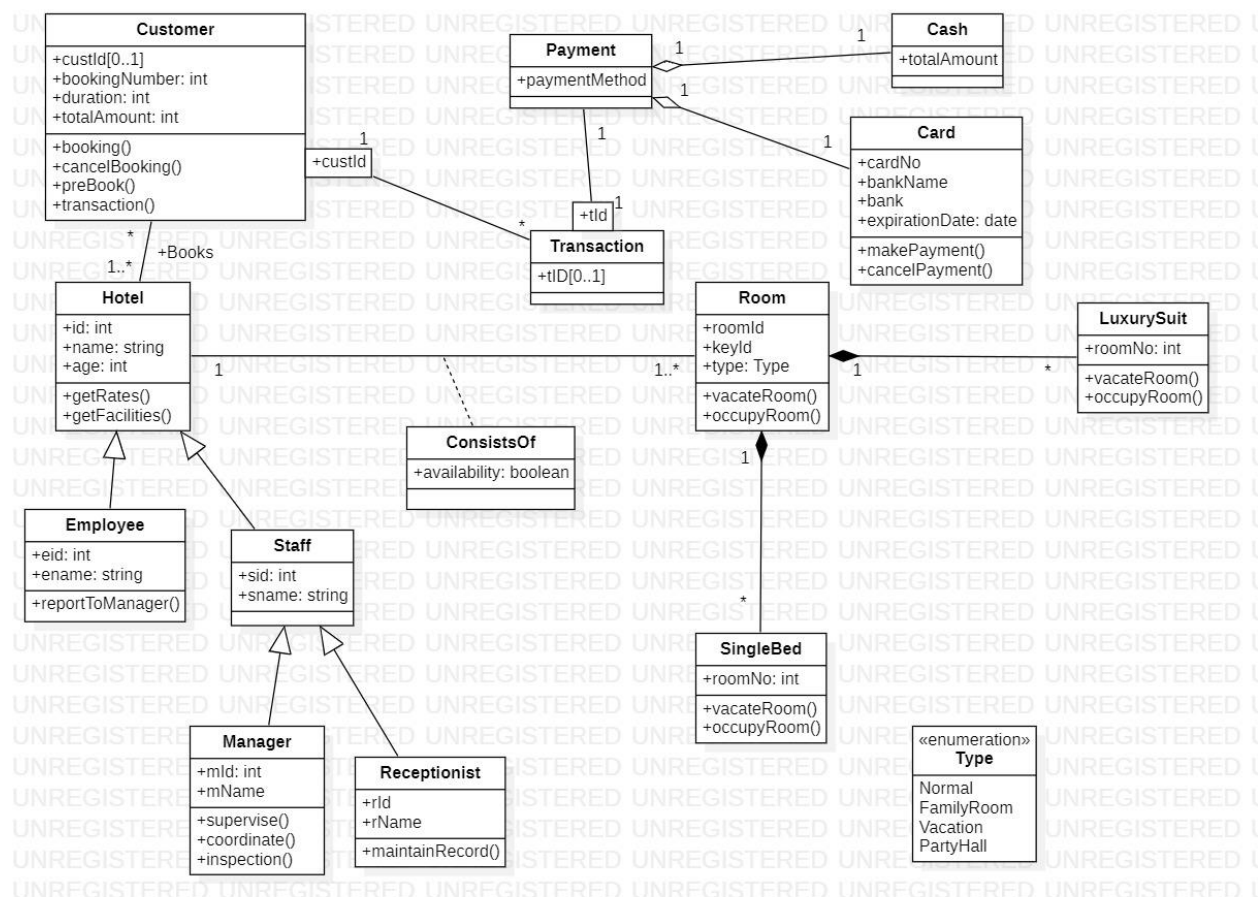 Customer
+custId[0..1]
+bookingNumber: int
+duration: int
+totalAmount: int
+booking()
+cancelBooking()
+preBook()
+transaction()
1
+custId
*
Payment
+paymentMethod
1
1
Cash
+totalAmount
1
1
Card
+cardNo
+bankName
+bank
+expirationDate: date
+makePayment()
+cancelPayment()
1
1
+tId
Transaction
+tID[0..1]
*
+Books
1..*
Hotel
+id: int
+name: string
+age: int
+getRates()
+getFacilities()
1
1..*
Room
+roomId
+keyId
+type: Type
+vacateRoom()
+occupyRoom()
1
*
LuxurySuit
+roomNo: int
+vacateRoom()
+occupyRoom()
ConsistsOf
+availability: boolean
1
*
SingleBed
+roomNo: int
+vacateRoom()
+occupyRoom()
Employee
+eid: int
+ename: string
+reportToManager()
Staff
+sid: int
+sname: string
Manager
+mId: int
+mName
+supervise()
+coordinate()
+inspection()
Receptionist
+rId
+rName
+maintainRecord()
«enumeration»
Type
Normal
FamilyRoom
Vacation
PartyHall
UNREGISTERED